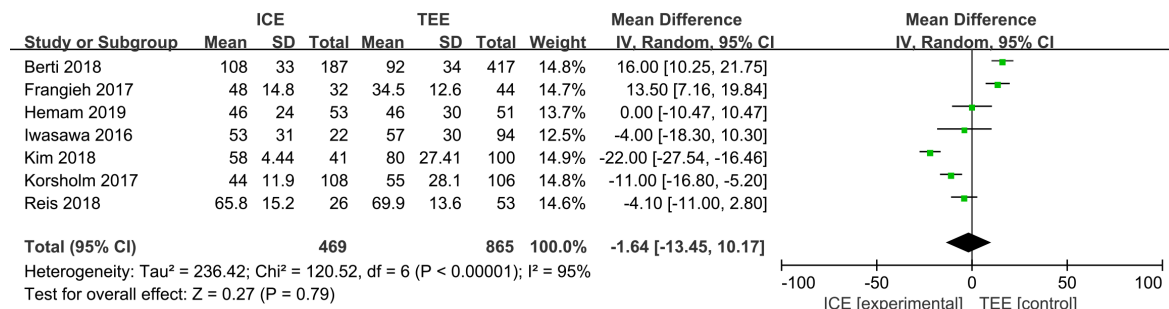 ICE TEE Mean Difference Mean Difference
Study or Subgroup Mean SD Total Mean SD Total Weight IV, Random, 95% CI IV, Random, 95% CI
Berti 2018 108 33 187 92 34 417 14.8% 16.00 [10.25, 21.75]
Frangieh 2017 48 14.8 32 34.5 12.6 44 14.7% 13.50 [7.16, 19.84]
Hemam 2019 46 24 53 46 30 51 13.7% 0.00 [-10.47, 10.47]
Iwasawa 2016 53 31 22 57 30 94 12.5% -4.00 [-18.30, 10.30]
Kim 2018 58 4.44 41 80 27.41 100 14.9% -22.00 [-27.54, -16.46]
Korsholm 2017 44 11.9 108 55 28.1 106 14.8% -11.00 [-16.80, -5.20]
Reis 2018 65.8 15.2 26 69.9 13.6 53 14.6% -4.10 [-11.00, 2.80]
Total (95% CI) 469 865 100.0% -1.64 [-13.45, 10.17]
Heterogeneity: Tau² = 236.42; Chi² = 120.52, df = 6 (P < 0.00001); I² = 95%
Test for overall effect: Z = 0.27 (P = 0.79)
-100 -50 0 50 100
ICE [experimental] TEE [control]